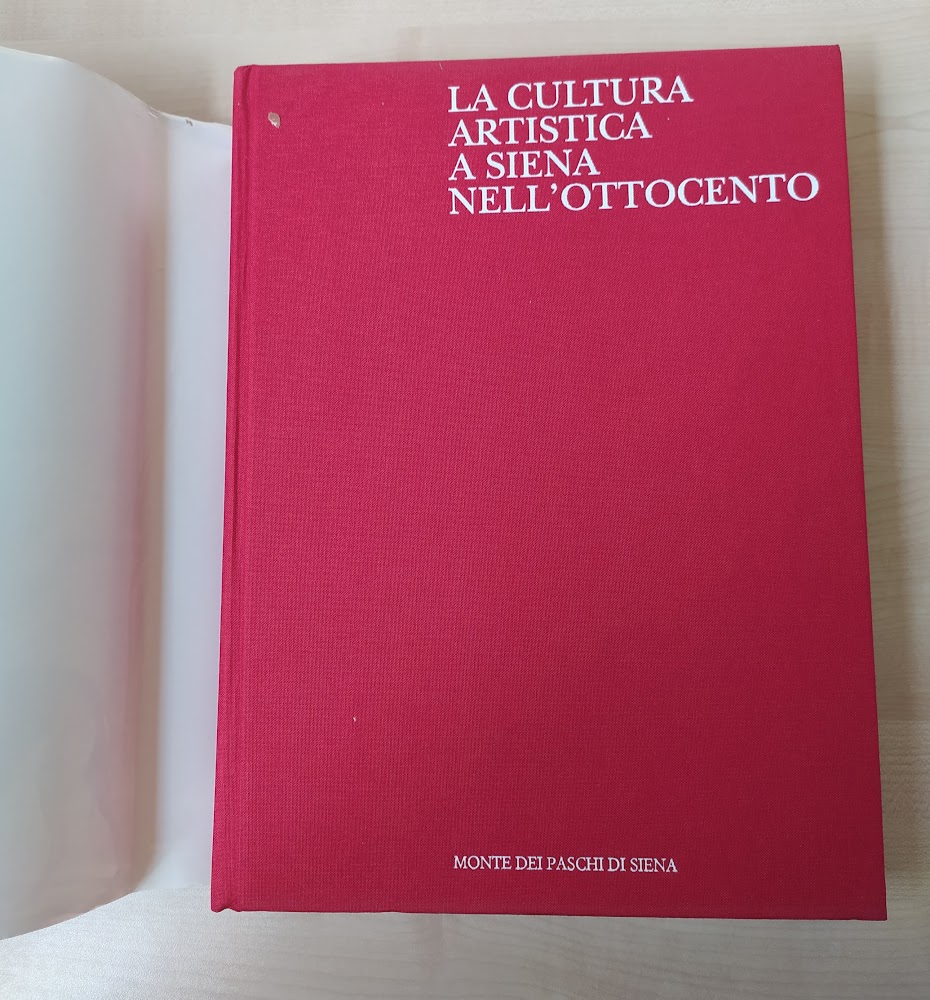 LA CULTURA
ARTISTICA
A SIENA
NELL'OTTOCENTO
MONTE DEI PASCHI DI SIENA